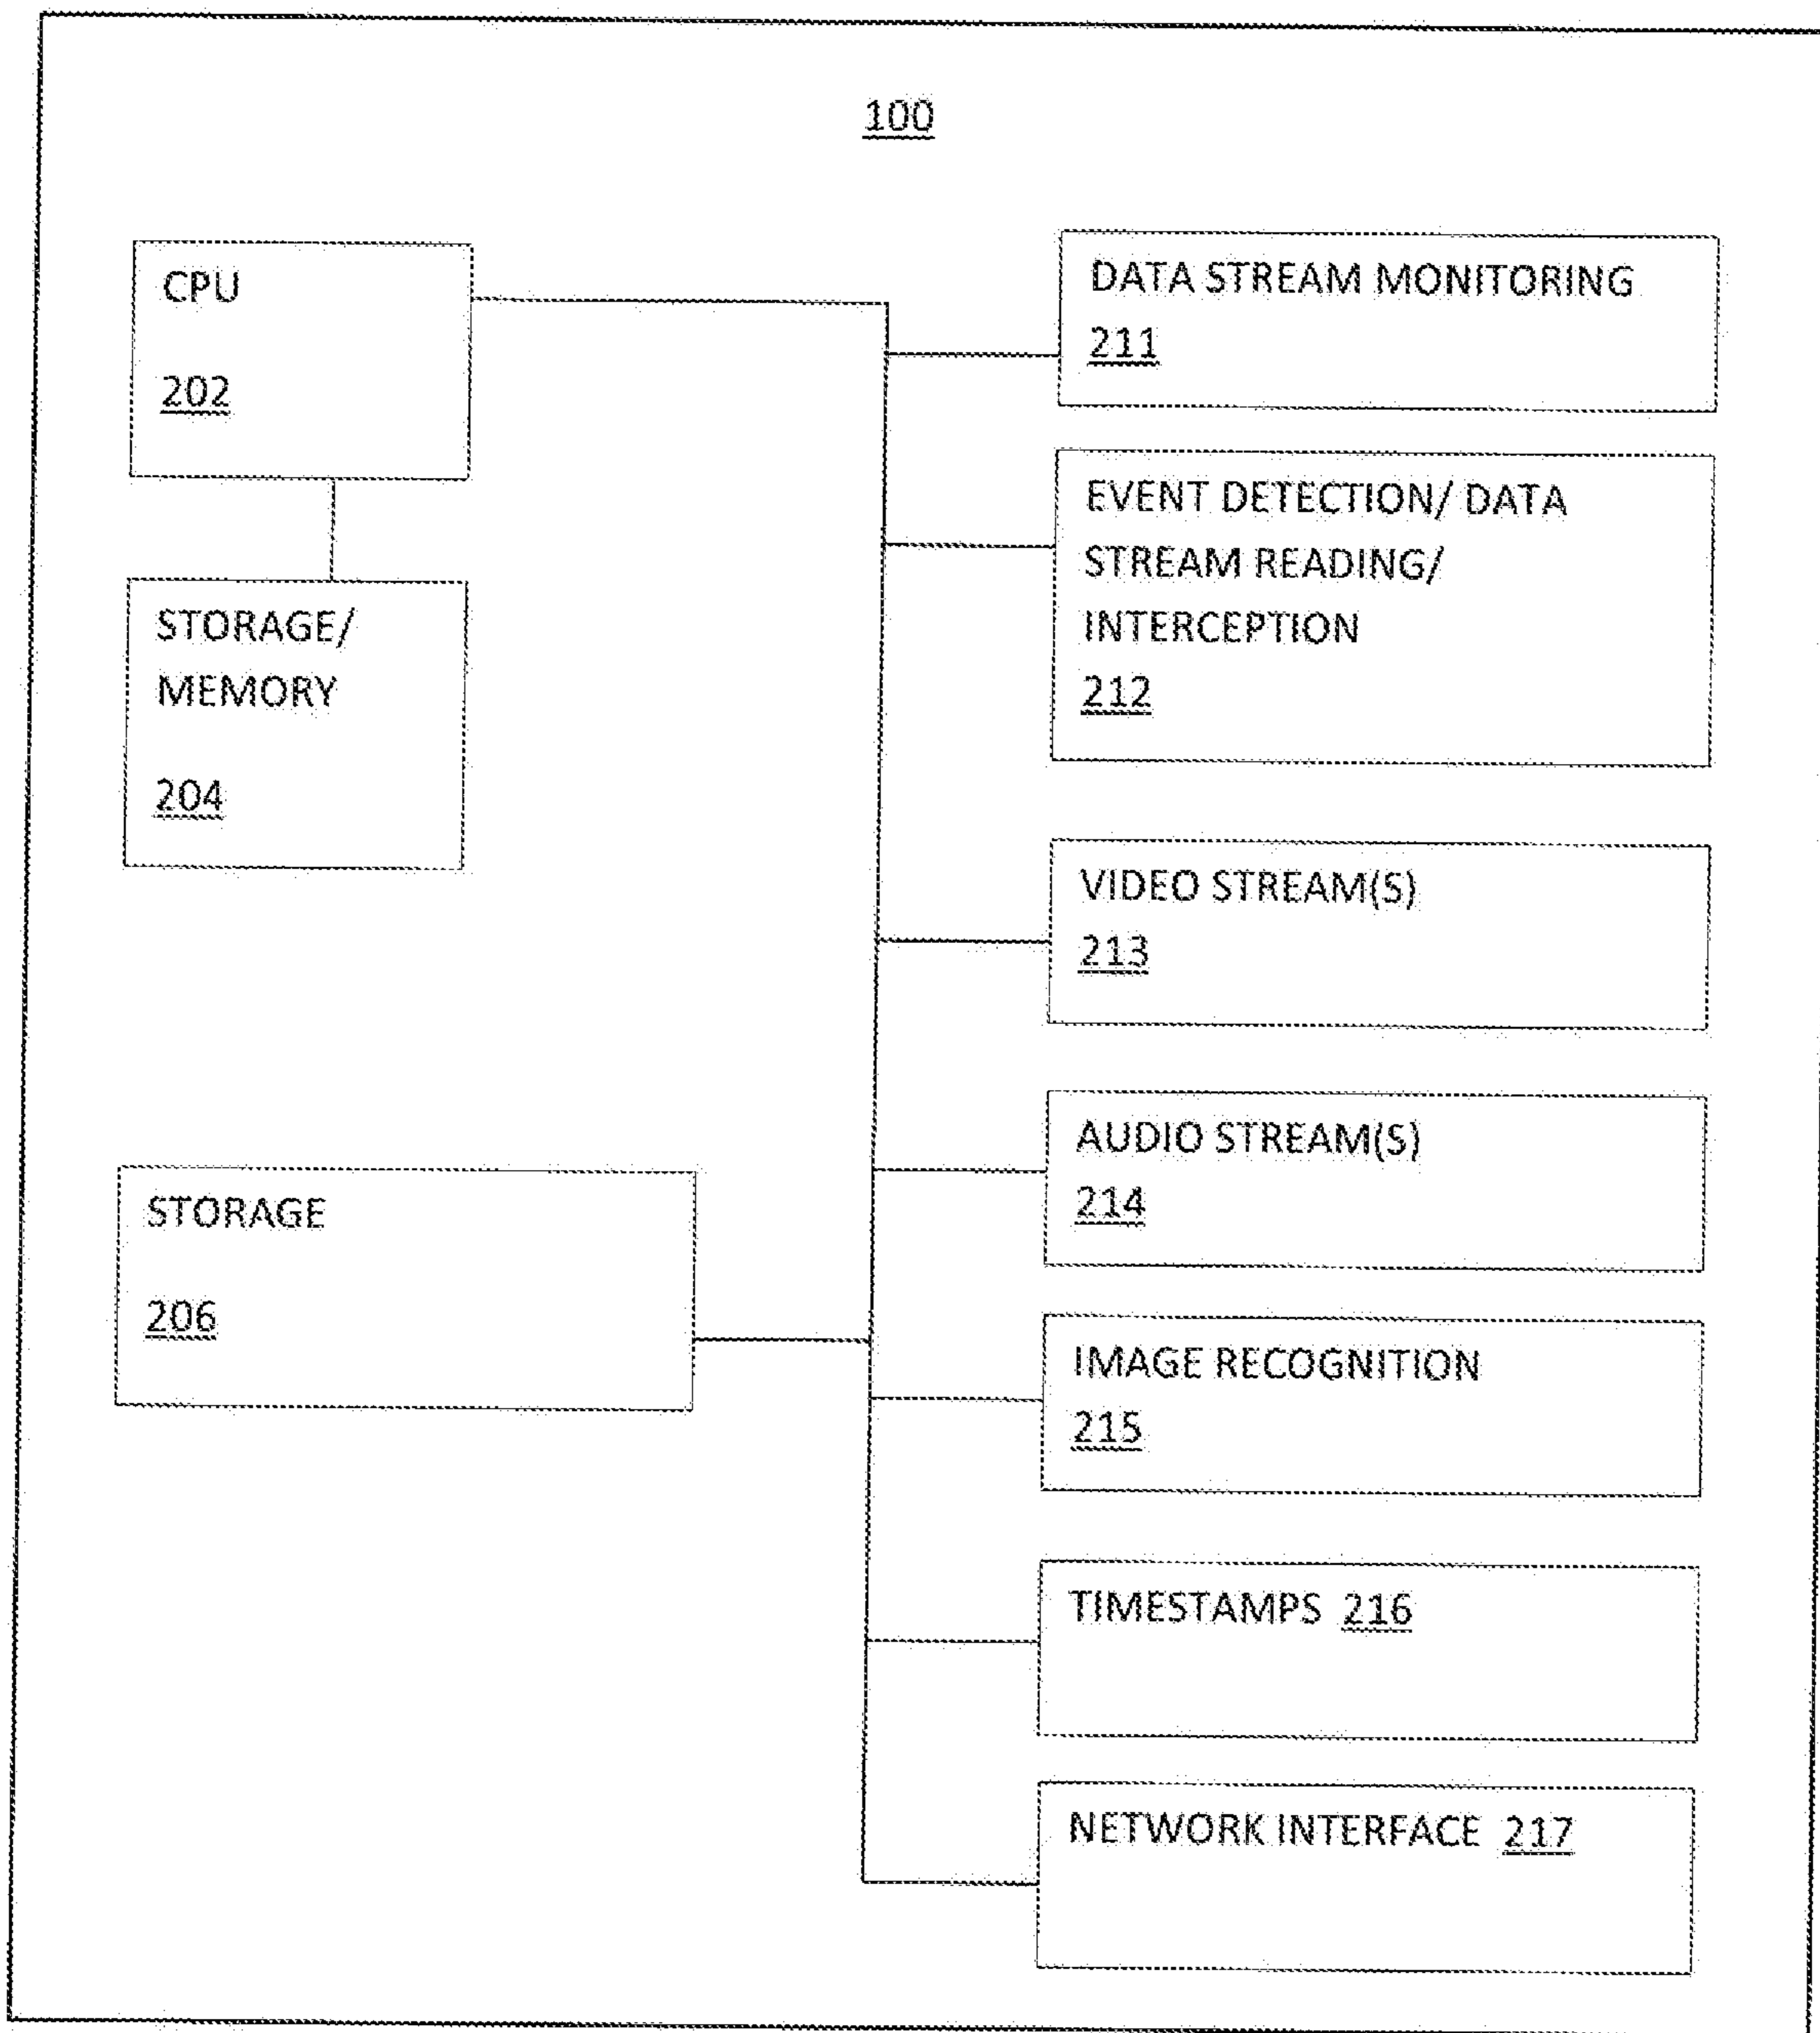 100
CPU
202
STORAGE/
MEMORY
204
STORAGE
206
DATA STREAM MONITORING
211
EVENT DETECTION/ DATA
STREAM READING/
INTERCEPTION
212
VIDEO STREAM(S)
213
AUDIO STREAM(S)
214
IMAGE RECOGNITION
215
TIMESTAMPS 216
NETWORK INTERFACE 217